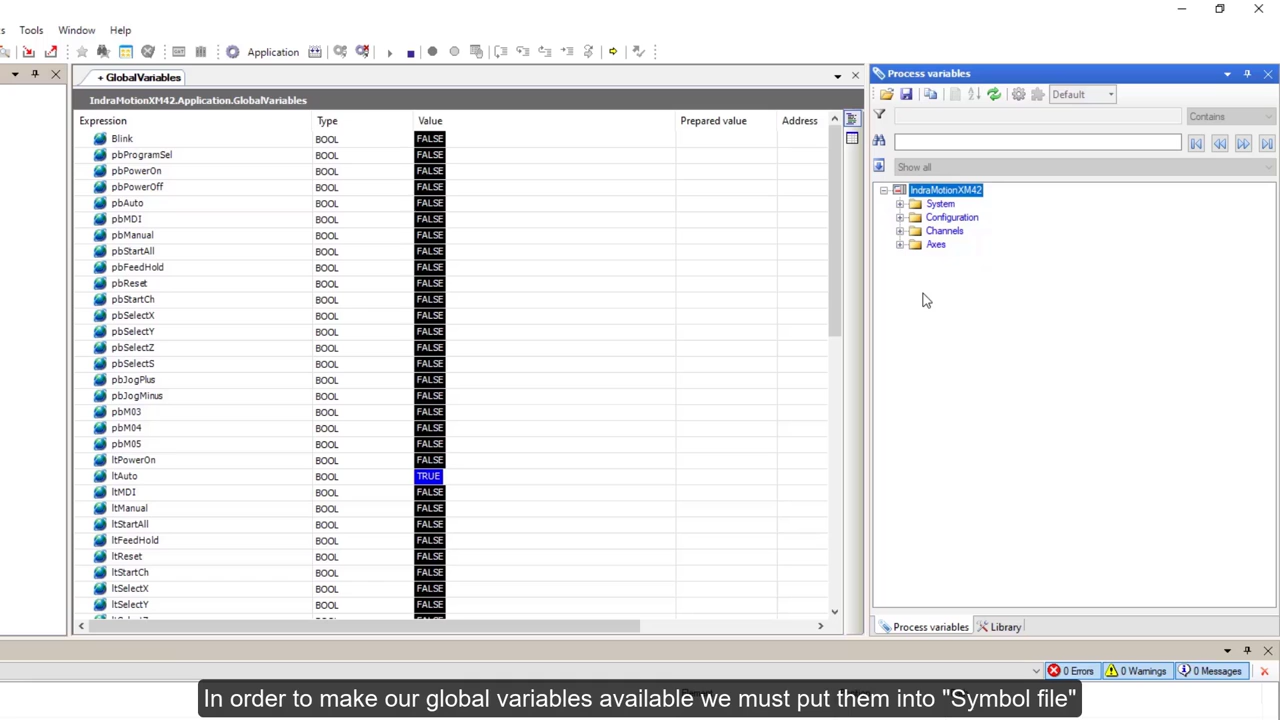 Tools Window Help
Application
+ GlobalVariables
Process variables
IndraMotionXM42.Application.GlobalVariables
Default
Expression Type Value Prepared value Address
Contains
Show all
Blink BOOL FALSE
pbProgramSel BOOL FALSE
pbPowerOn BOOL FALSE
pbPowerOff BOOL FALSE
pbAuto BOOL FALSE
pbMDI BOOL FALSE
pbManual BOOL FALSE
pbStartAll BOOL FALSE
pbFeedHold BOOL FALSE
pbReset BOOL FALSE
pbStartCh BOOL FALSE
pbSelectX BOOL FALSE
pbSelectY BOOL FALSE
pbSelectZ BOOL FALSE
pbSelectS BOOL FALSE
pbJogPlus BOOL FALSE
pbJogMinus BOOL FALSE
pbM03 BOOL FALSE
pbM04 BOOL FALSE
pbM05 BOOL FALSE
ltPowerOn BOOL FALSE
ltAuto BOOL TRUE
ltMDI BOOL FALSE
ltManual BOOL FALSE
ltStartAll BOOL FALSE
ltFeedHold BOOL FALSE
ltReset BOOL FALSE
ltStartCh BOOL FALSE
ltSelectX BOOL FALSE
ltSelectY BOOL FALSE
IndraMotionXM42
System
Configuration
Channels
Axes
Process variables Library
0 Errors 0 Warnings 0 Messages
In order to make our global variables available we must put them into "Symbol file"